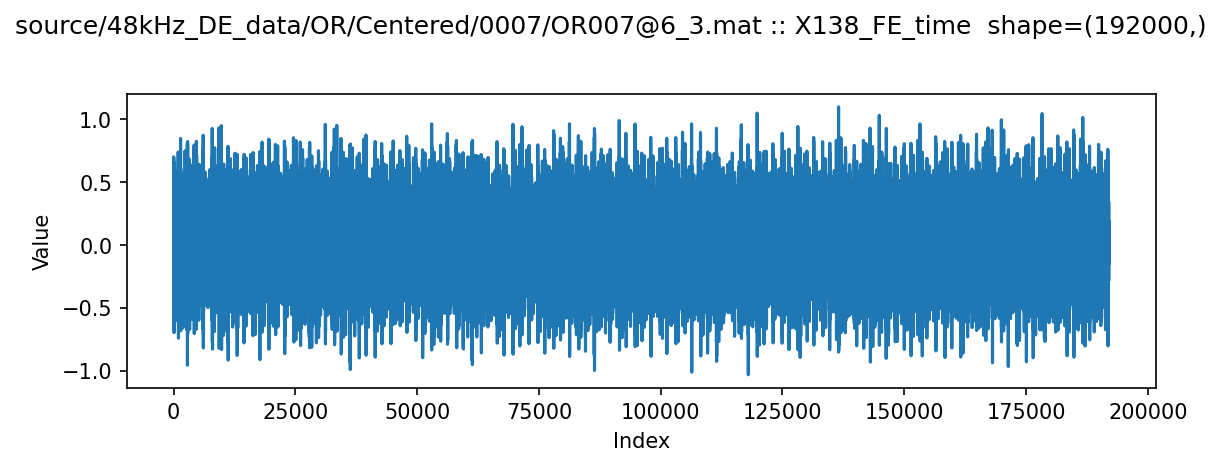 source/48kHz_DE_data/OR/Centered/0007/OR007@6_3.mat :: X138_FE_time  shape=(192000,)
1.0
0.5
0.0
−0.5
−1.0
Value
0 25000 50000 75000 100000 125000 150000 175000 200000
Index